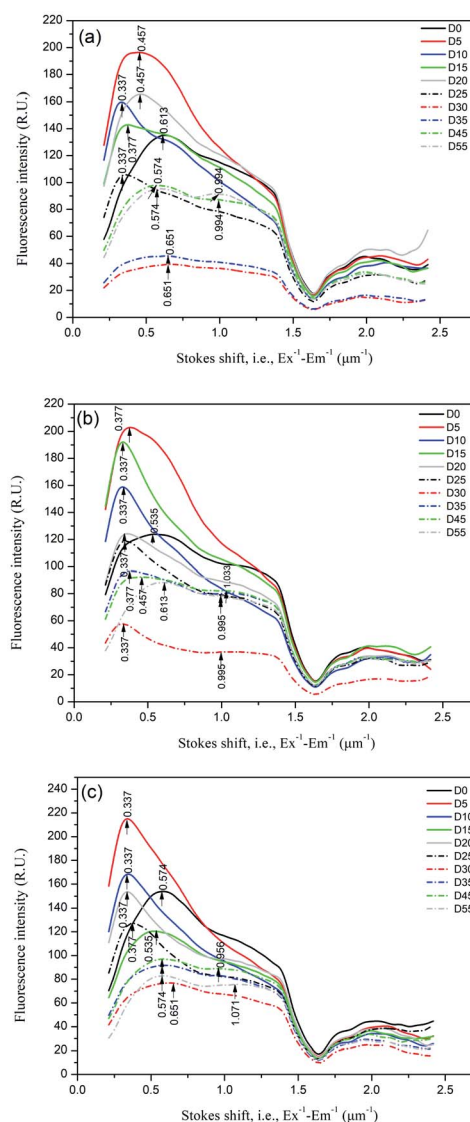 (a)
220
200
180
160
140
120
100
80
60
40
20
0
Fluorescence intensity (R.U.)
0.457
0.457
0.337
0.377
0.613
0.337
0.574
0.574
0.994
0.994
0.651
0.651
D0
D5
D10
D15
D20
D25
D30
D35
D45
D55
0.0 0.5 1.0 1.5 2.0 2.5
Stokes shift, i.e., Ex⁻¹-Em⁻¹ (μm⁻¹)
(b)
220
200
180
160
140
120
100
80
60
40
20
0
Fluorescence intensity (R.U.)
0.377
0.337
0.337
0.535
0.337
0.377
0.457
0.613
0.995
1.033
0.337
0.995
D0
D5
D10
D15
D20
D25
D30
D35
D45
D55
0.0 0.5 1.0 1.5 2.0 2.5
Stokes shift, i.e., Ex⁻¹-Em⁻¹ (μm⁻¹)
(c)
240
220
200
180
160
140
120
100
80
60
40
20
0
Fluorescence intensity (R.U.)
0.337
0.337
0.337
0.574
0.377
0.535
0.956
0.574
0.651
1.071
D0
D5
D10
D15
D20
D25
D30
D35
D45
D55
0.0 0.5 1.0 1.5 2.0 2.5
Stokes shift, i.e., Ex⁻¹-Em⁻¹ (μm⁻¹)